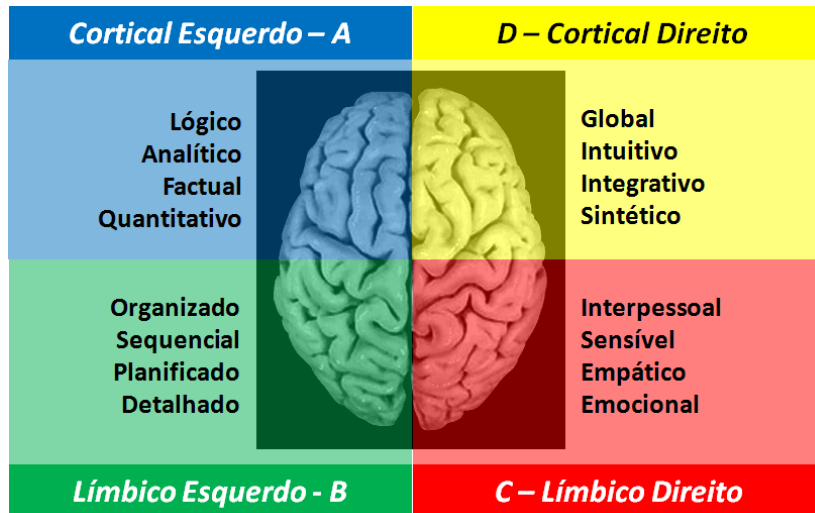 Cortical Esquerdo – A
D – Cortical Direito
Lógico
Analítico
Factual
Quantitativo
Global
Intuitivo
Integrativo
Sintético
Organizado
Sequencial
Planificado
Detalhado
Interpessoal
Sensível
Empático
Emocional
Límbico Esquerdo - B
C – Límbico Direito